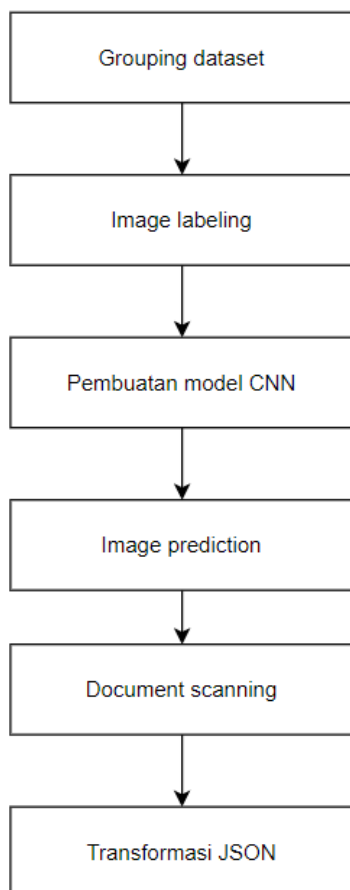 Grouping dataset
Image labeling
Pembuatan model CNN
Image prediction
Document scanning
Transformasi JSON